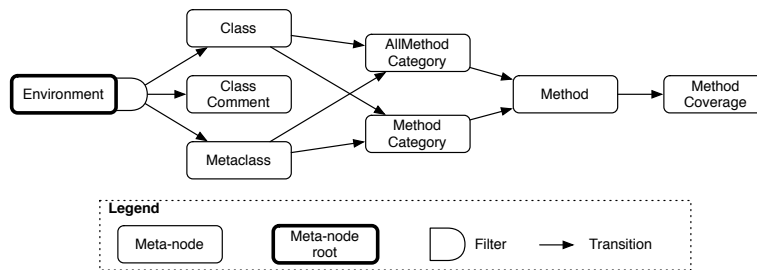 Class
AllMethod
Category
Environment
Class
Comment
Method
Method
Coverage
Method
Category
Metaclass
Legend
Meta-node
Meta-node
root
Filter
Transition